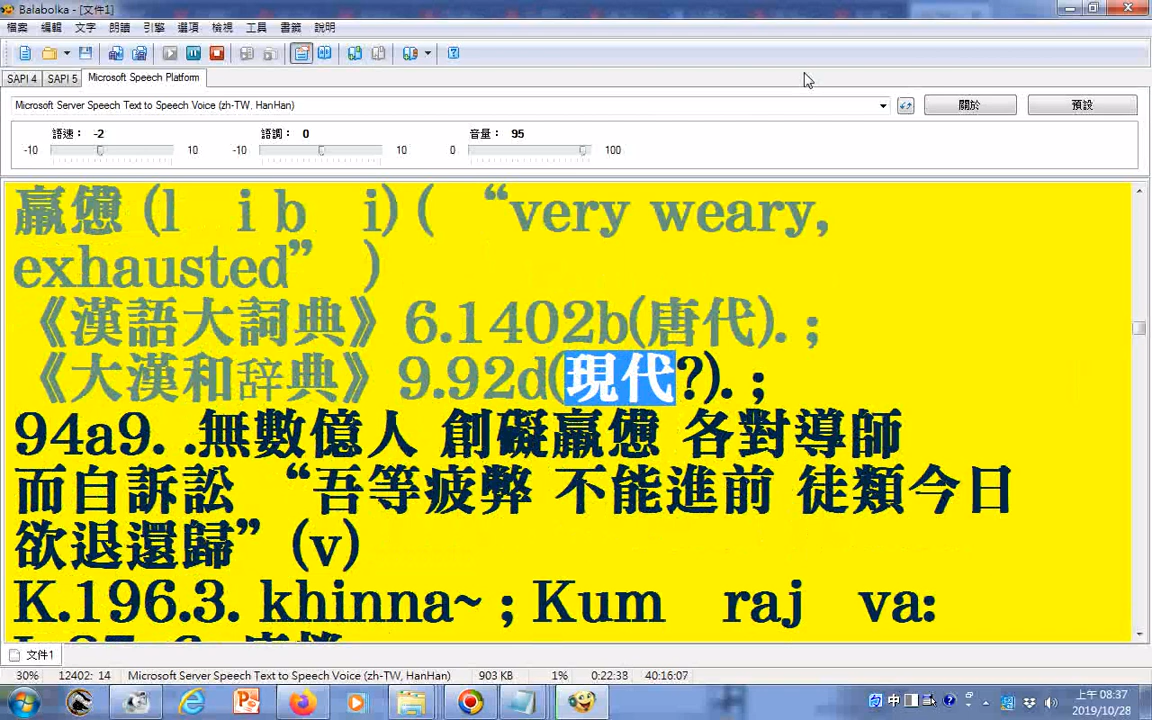 Balabolka - [文件1]
檔案 編輯 文字 朗讀 引擎 選項 檢視 工具 書籤 說明
SAPI 4 SAPI 5 Microsoft Speech Platform
Microsoft Server Speech Text to Speech Voice (zh-TW, HanHan) 關於 預設
語速： -2 語調： 0 音量： 95
-10 10 -10 10 0 100
羸憊 (l i b i) ( “very weary,
exhausted” )
《漢語大詞典》6.1402b(唐代). ;
《大漢和辞典》9.92d(現代?). ;
94a9. .無數億人 創礙羸憊 各對導師
而自訴訟 “吾等疲弊 不能進前 徒類今日
欲退還歸” (v)
K.196.3. khinna~ ; Kum raj va:
文件1
30% 12402: 14 Microsoft Server Speech Text to Speech Voice (zh-TW, HanHan) 903 KB 1% 0:22:38 40:16:07
中 上午 08:37
2019/10/28